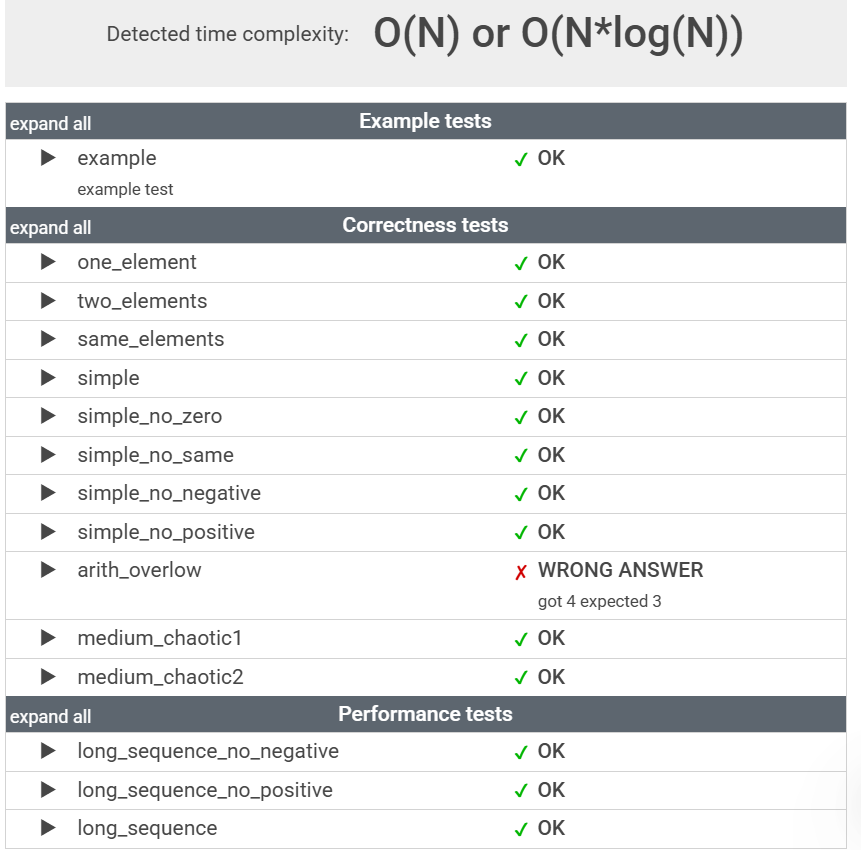 Detected time complexity: O(N) or O(N*log(N))
expand all Example tests
▶ example ✓ OK
example test
expand all Correctness tests
▶ one_element ✓ OK
▶ two_elements ✓ OK
▶ same_elements ✓ OK
▶ simple ✓ OK
▶ simple_no_zero ✓ OK
▶ simple_no_same ✓ OK
▶ simple_no_negative ✓ OK
▶ simple_no_positive ✓ OK
▶ arith_overlow ✗ WRONG ANSWER
got 4 expected 3
▶ medium_chaotic1 ✓ OK
▶ medium_chaotic2 ✓ OK
expand all Performance tests
▶ long_sequence_no_negative ✓ OK
▶ long_sequence_no_positive ✓ OK
▶ long_sequence ✓ OK